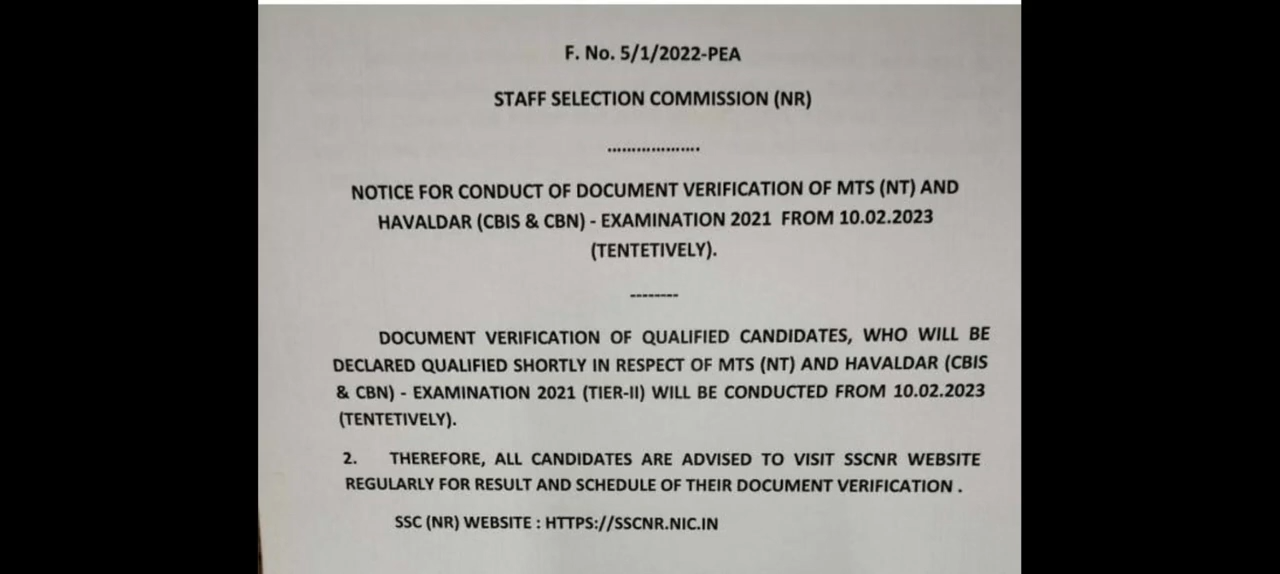 F. No. 5/1/2022-PEA
STAFF SELECTION COMMISSION (NR)
...................
NOTICE FOR CONDUCT OF DOCUMENT VERIFICATION OF MTS (NT) AND
HAVALDAR (CBIS & CBN) - EXAMINATION 2021 FROM 10.02.2023
(TENTETIVELY).
--------
DOCUMENT VERIFICATION OF QUALIFIED CANDIDATES, WHO WILL BE
DECLARED QUALIFIED SHORTLY IN RESPECT OF MTS (NT) AND HAVALDAR (CBIS
& CBN) - EXAMINATION 2021 (TIER-II) WILL BE CONDUCTED FROM 10.02.2023
(TENTETIVELY).
2. THEREFORE, ALL CANDIDATES ARE ADVISED TO VISIT SSCNR WEBSITE
REGULARLY FOR RESULT AND SCHEDULE OF THEIR DOCUMENT VERIFICATION .
SSC (NR) WEBSITE : HTTPS://SSCNR.NIC.IN